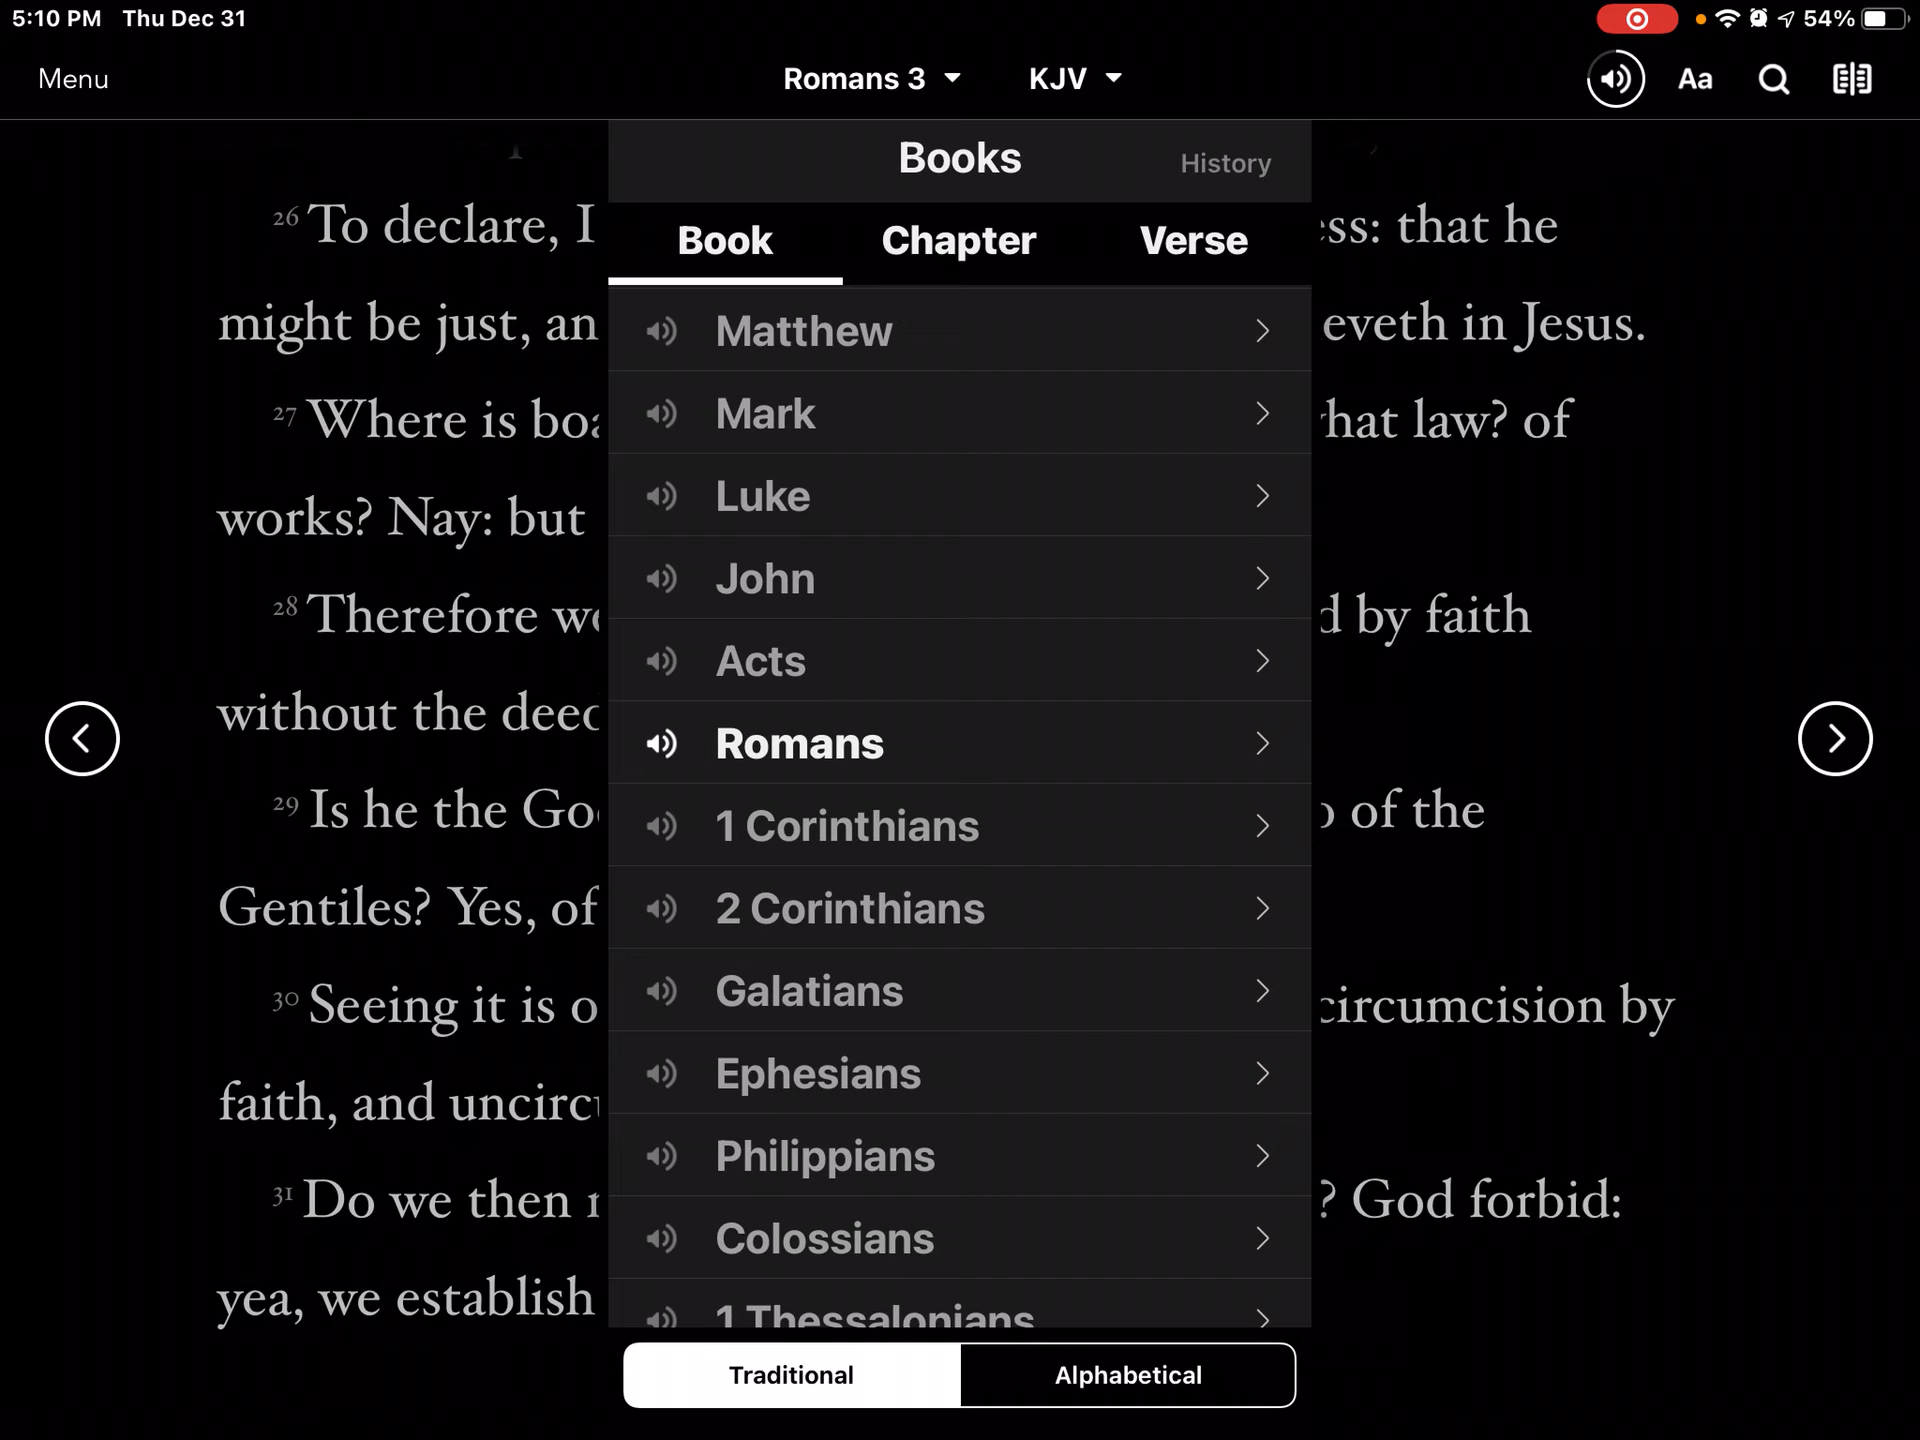 5:10 PM Thu Dec 31 54%
Menu Romans 3 KJV Aa
Books History
Book Chapter Verse
26 To declare, I ess: that he
Matthew
might be just, an eveth in Jesus.
Mark
27 Where is boa hat law? of
Luke
works? Nay: but
John
28 Therefore we d by faith
Acts
without the deed
Romans
29 Is he the Go o of the
1 Corinthians
Gentiles? Yes, of
2 Corinthians
Galatians
30 Seeing it is o circumcision by
Ephesians
faith, and uncirc
Philippians
31 Do we then ? God forbid:
Colossians
yea, we establish
1 Thessalonians
Traditional Alphabetical